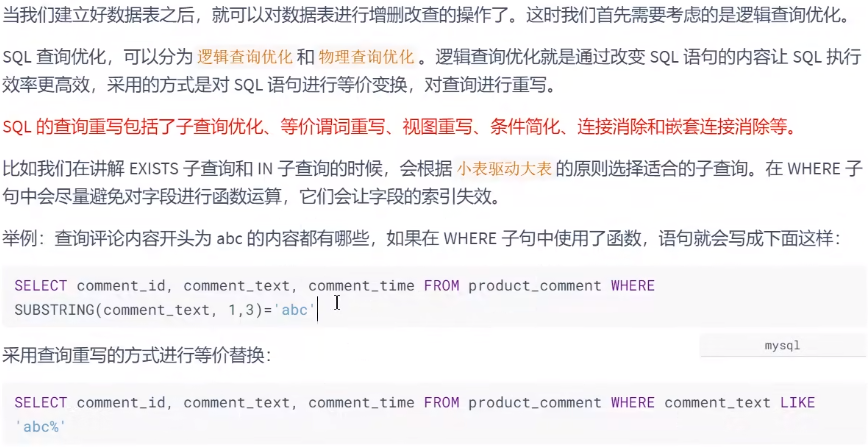 当我们建立好数据表之后，就可以对数据表进行增删改查的操作了。这时我们首先需要考虑的是逻辑查询优化。
SQL 查询优化，可以分为 逻辑查询优化 和 物理查询优化 。逻辑查询优化就是通过改变 SQL 语句的内容让 SQL 执行
效率更高效，采用的方式是对 SQL 语句进行等价变换，对查询进行重写。
SQL 的查询重写包括了子查询优化、等价谓词重写、视图重写、条件简化、连接消除和嵌套连接消除等。
比如我们在讲解 EXISTS 子查询和 IN 子查询的时候，会根据 小表驱动大表 的原则选择适合的子查询。在 WHERE 子
句中会尽量避免对字段进行函数运算，它们会让字段的索引失效。
举例：查询评论内容开头为 abc 的内容都有哪些，如果在 WHERE 子句中使用了函数，语句就会写成下面这样：
SELECT comment_id, comment_text, comment_time FROM product_comment WHERE
SUBSTRING(comment_text, 1,3)='abc'
mysql
采用查询重写的方式进行等价替换：
SELECT comment_id, comment_text, comment_time FROM product_comment WHERE comment_text LIKE
'abc%'